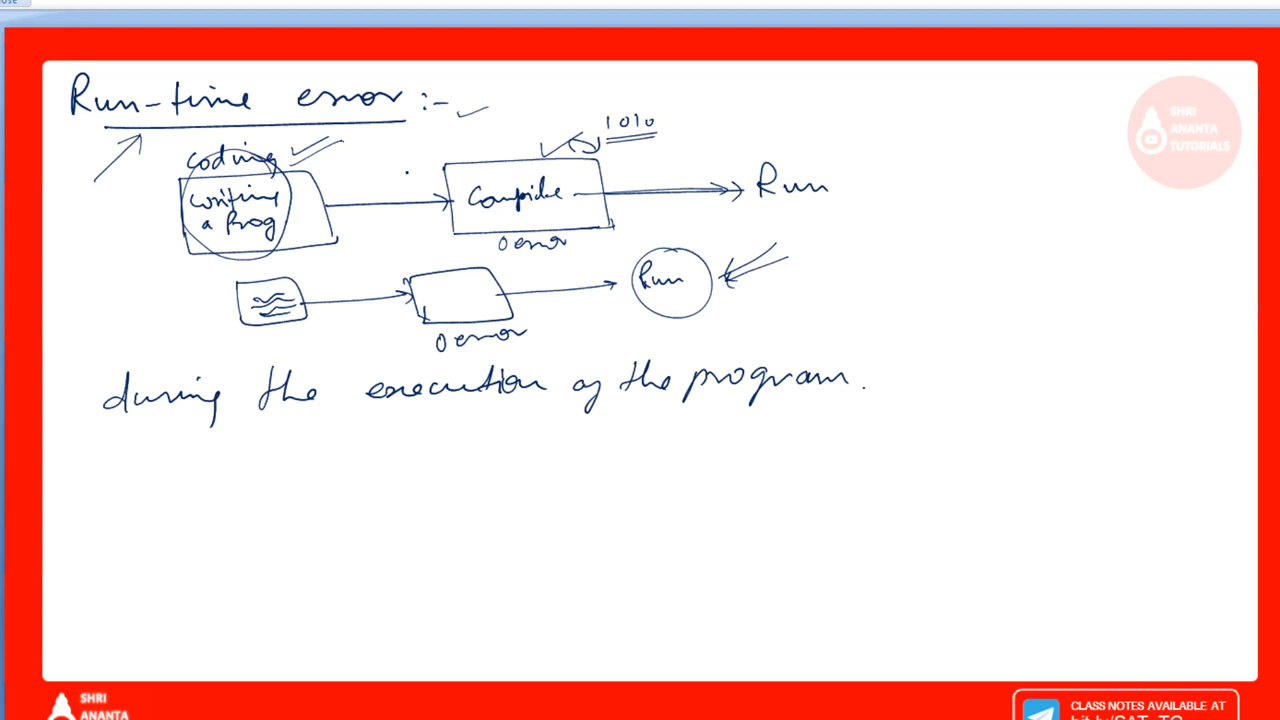 Run-time error :-
1010
coding
writing
a Prog
Compile
Run
0 error
Run
0 error
during the execution of the program.
SHRI
ANANTA
TUTORIALS
SHRI
ANANTA
CLASS NOTES AVAILABLE AT